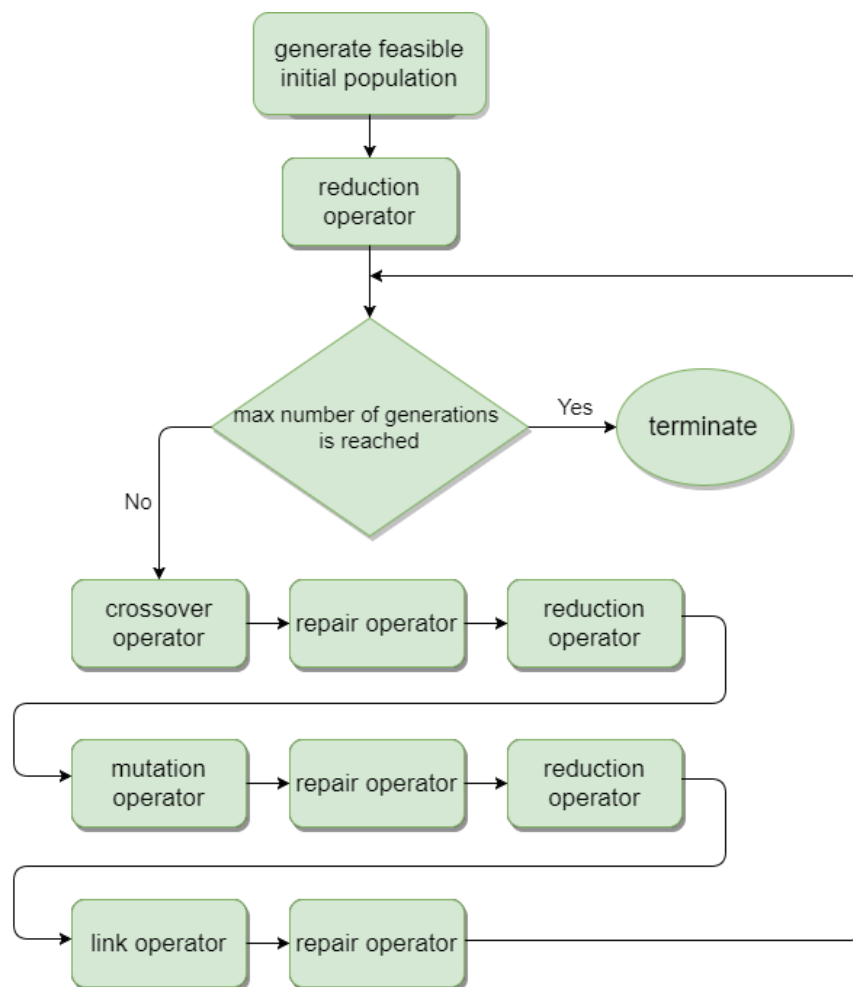 generate feasible
initial population
reduction
operator
max number of generations
is reached
Yes
terminate
No
crossover
operator
repair operator
reduction
operator
mutation
operator
repair operator
reduction
operator
link operator
repair operator